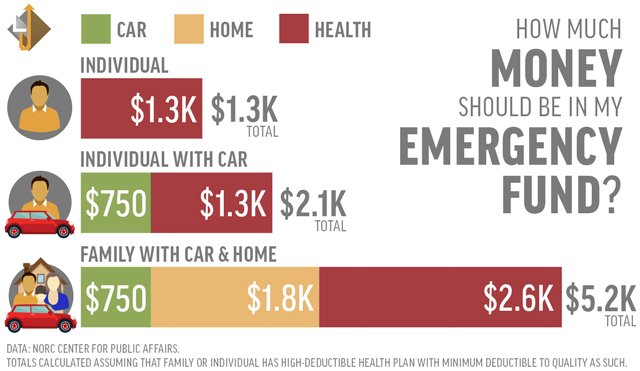 CAR HOME HEALTH
HOW MUCH
MONEY
SHOULD BE IN MY
EMERGENCY
FUND?
INDIVIDUAL
$1.3K $1.3K
TOTAL
INDIVIDUAL WITH CAR
$750 $1.3K $2.1K
TOTAL
FAMILY WITH CAR & HOME
$750 $1.8K $2.6K $5.2K
TOTAL
DATA: NORC CENTER FOR PUBLIC AFFAIRS.
TOTALS CALCULATED ASSUMING THAT FAMILY OR INDIVIDUAL HAS HIGH-DEDUCTIBLE HEALTH PLAN WITH MINIMUM DEDUCTIBLE TO QUALITY AS SUCH.